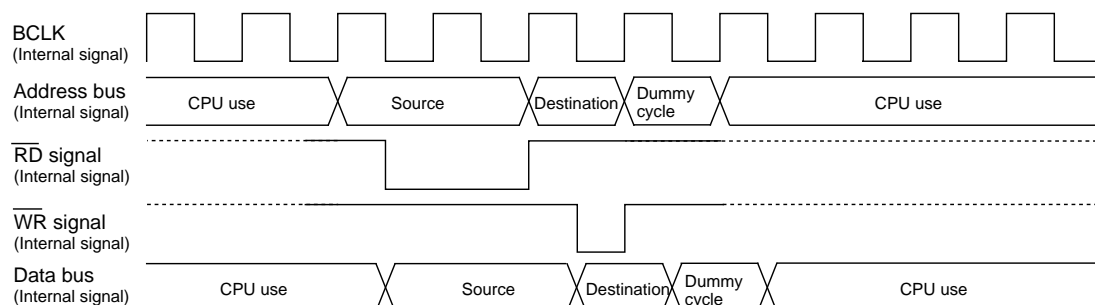 BCLK
(Internal signal)
Address bus
(Internal signal)
CPU use
Source
Destination
Dummy
cycle
CPU use
RD signal
(Internal signal)
WR signal
(Internal signal)
Data bus
(Internal signal)
CPU use
Source
Destination
Dummy
cycle
CPU use